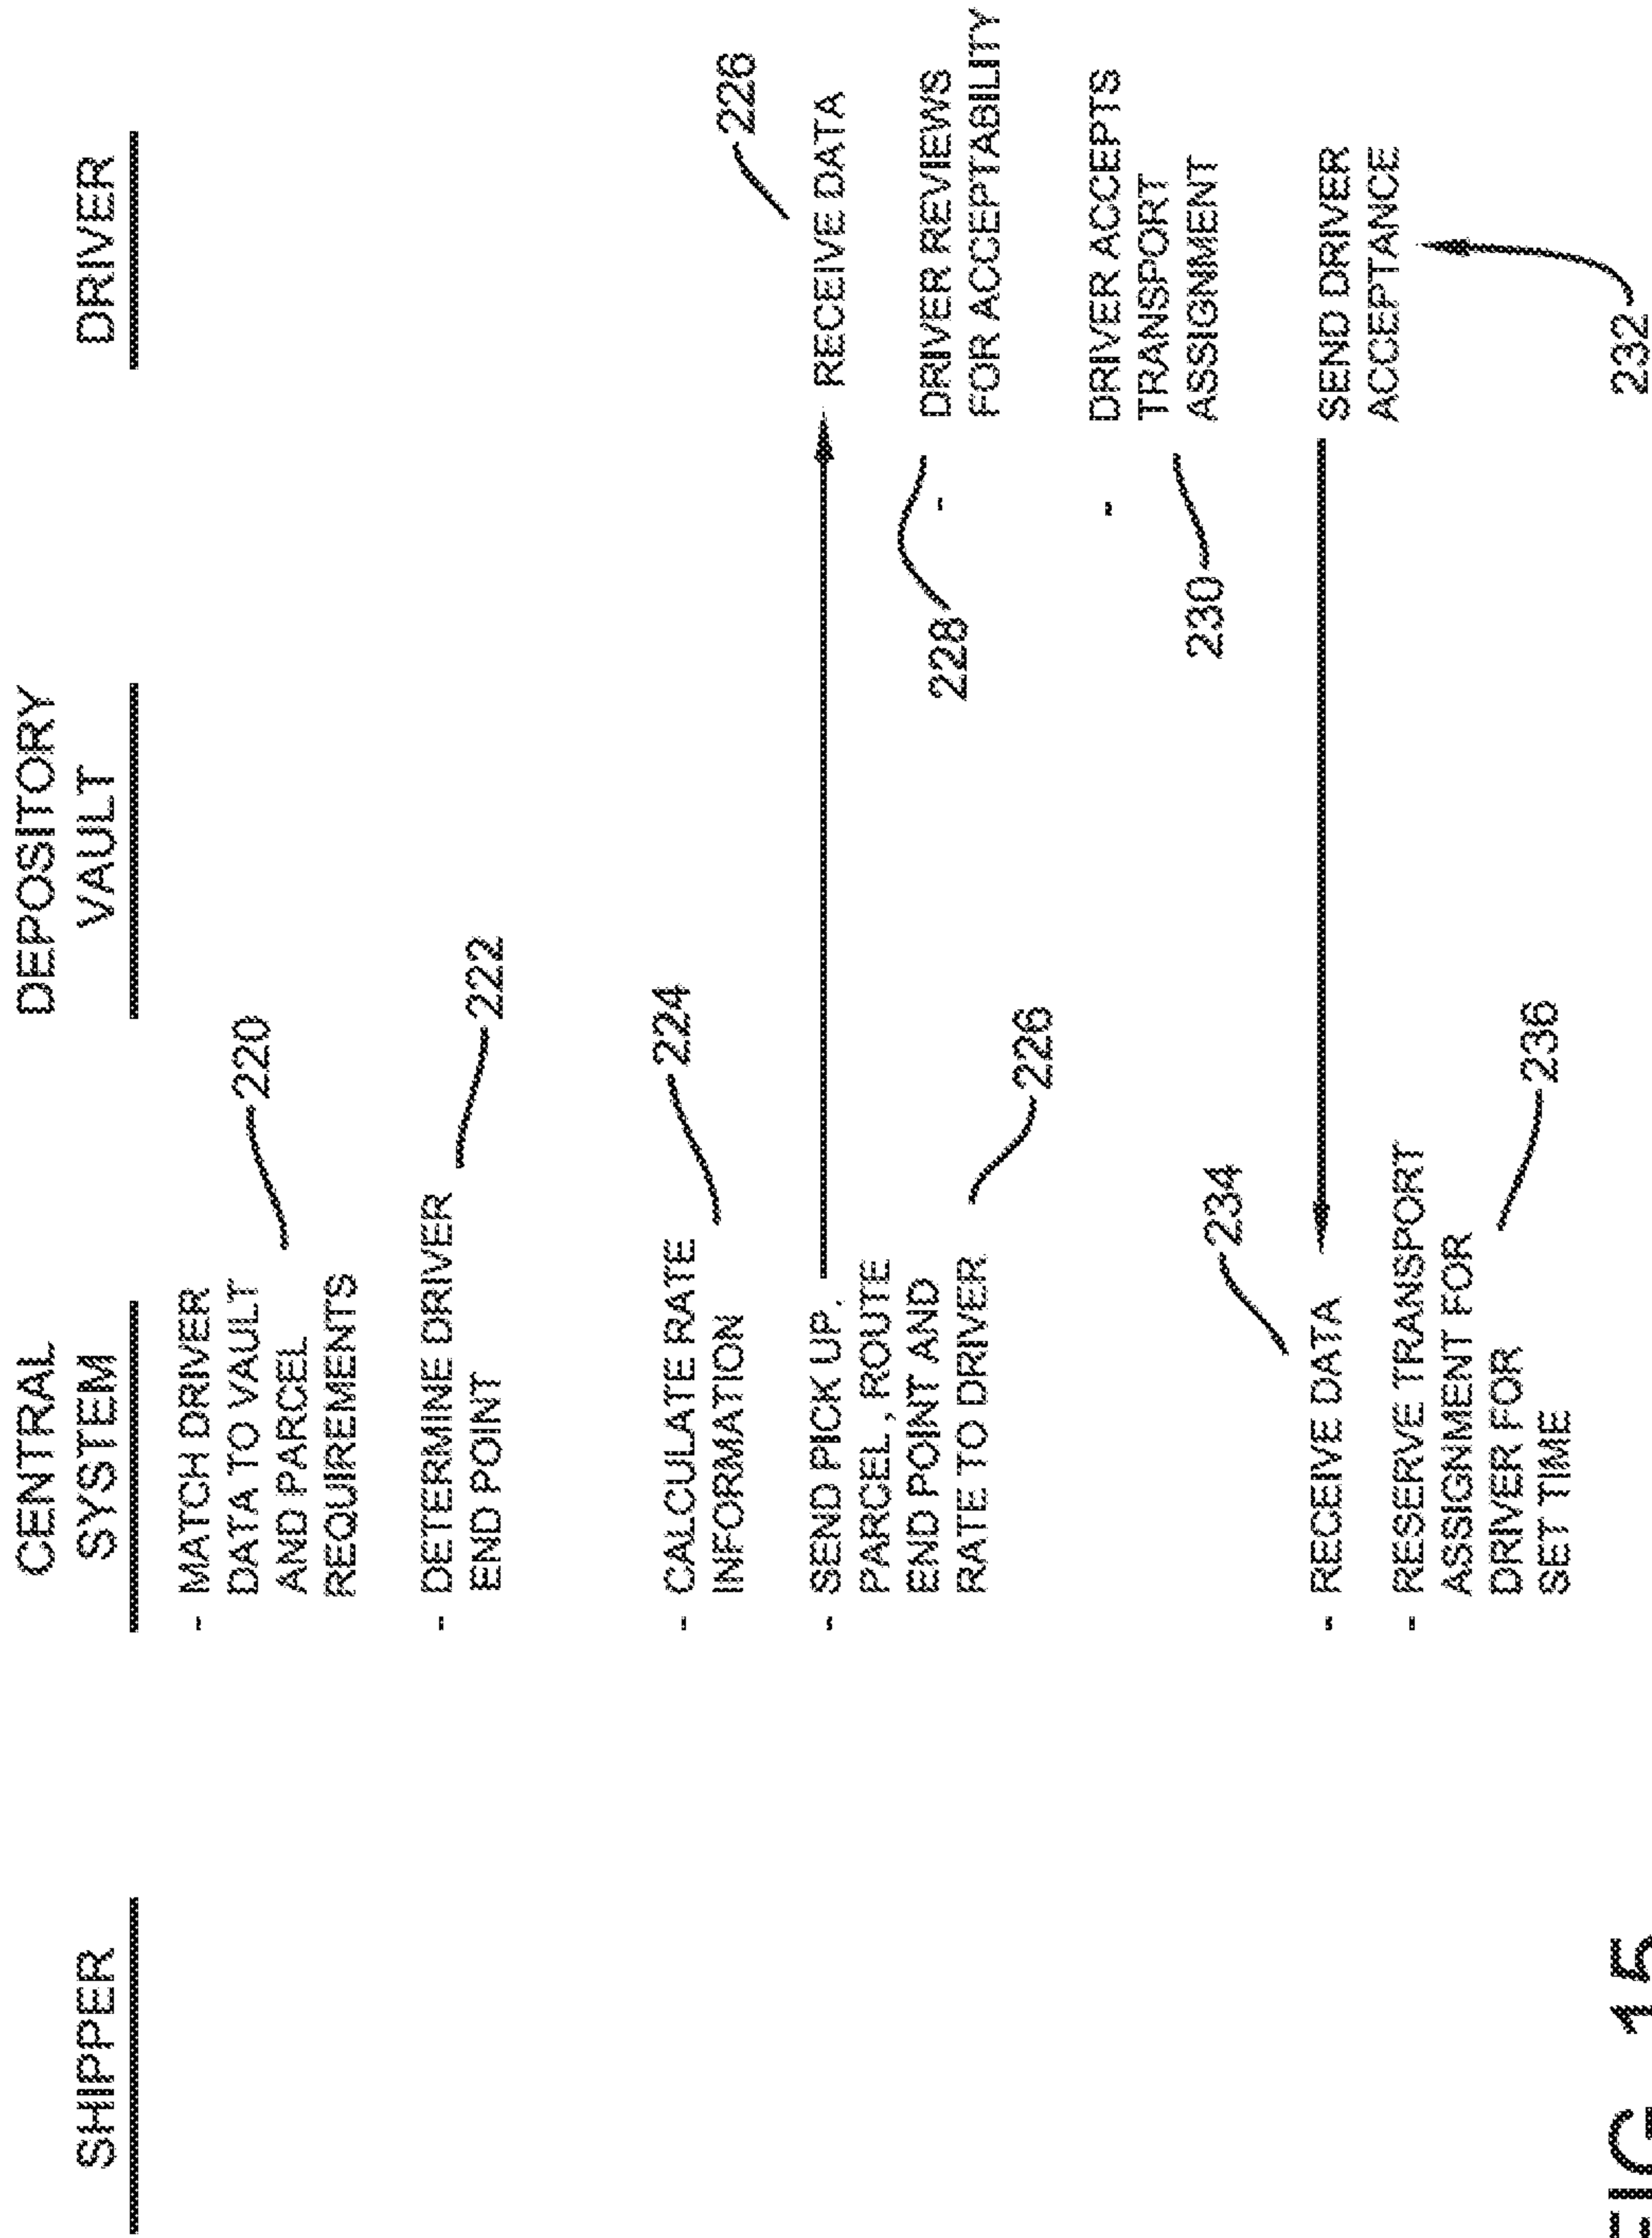 SHIPPER
CENTRAL
SYSTEM
DEPOSITORY
VAULT
DRIVER
- MATCH DRIVER
DATA TO VAULT
AND PARCEL
REQUIREMENTS
220
- DETERMINE DRIVER
END POINT
222
- CALCULATE RATE
INFORMATION
224
- SEND PICK UP,
PARCEL, ROUTE
END POINT AND
RATE TO DRIVER
226
RECEIVE DATA
226
- DRIVER REVIEWS
FOR ACCEPTABILITY
228
- DRIVER ACCEPTS
TRANSPORT
ASSIGNMENT
230
SEND DRIVER
ACCEPTANCE
232
- RECEIVE DATA
234
- RESERVE TRANSPORT
ASSIGNMENT FOR
DRIVER FOR
SET TIME
236
FIG 15